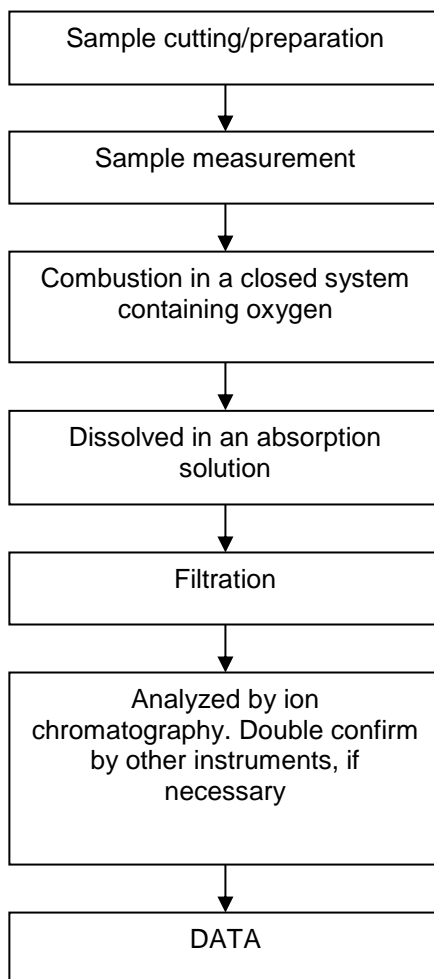 Sample cutting/preparation
Sample measurement
Combustion in a closed system
containing oxygen
Dissolved in an absorption
solution
Filtration
Analyzed by ion
chromatography. Double confirm
by other instruments, if
necessary
DATA